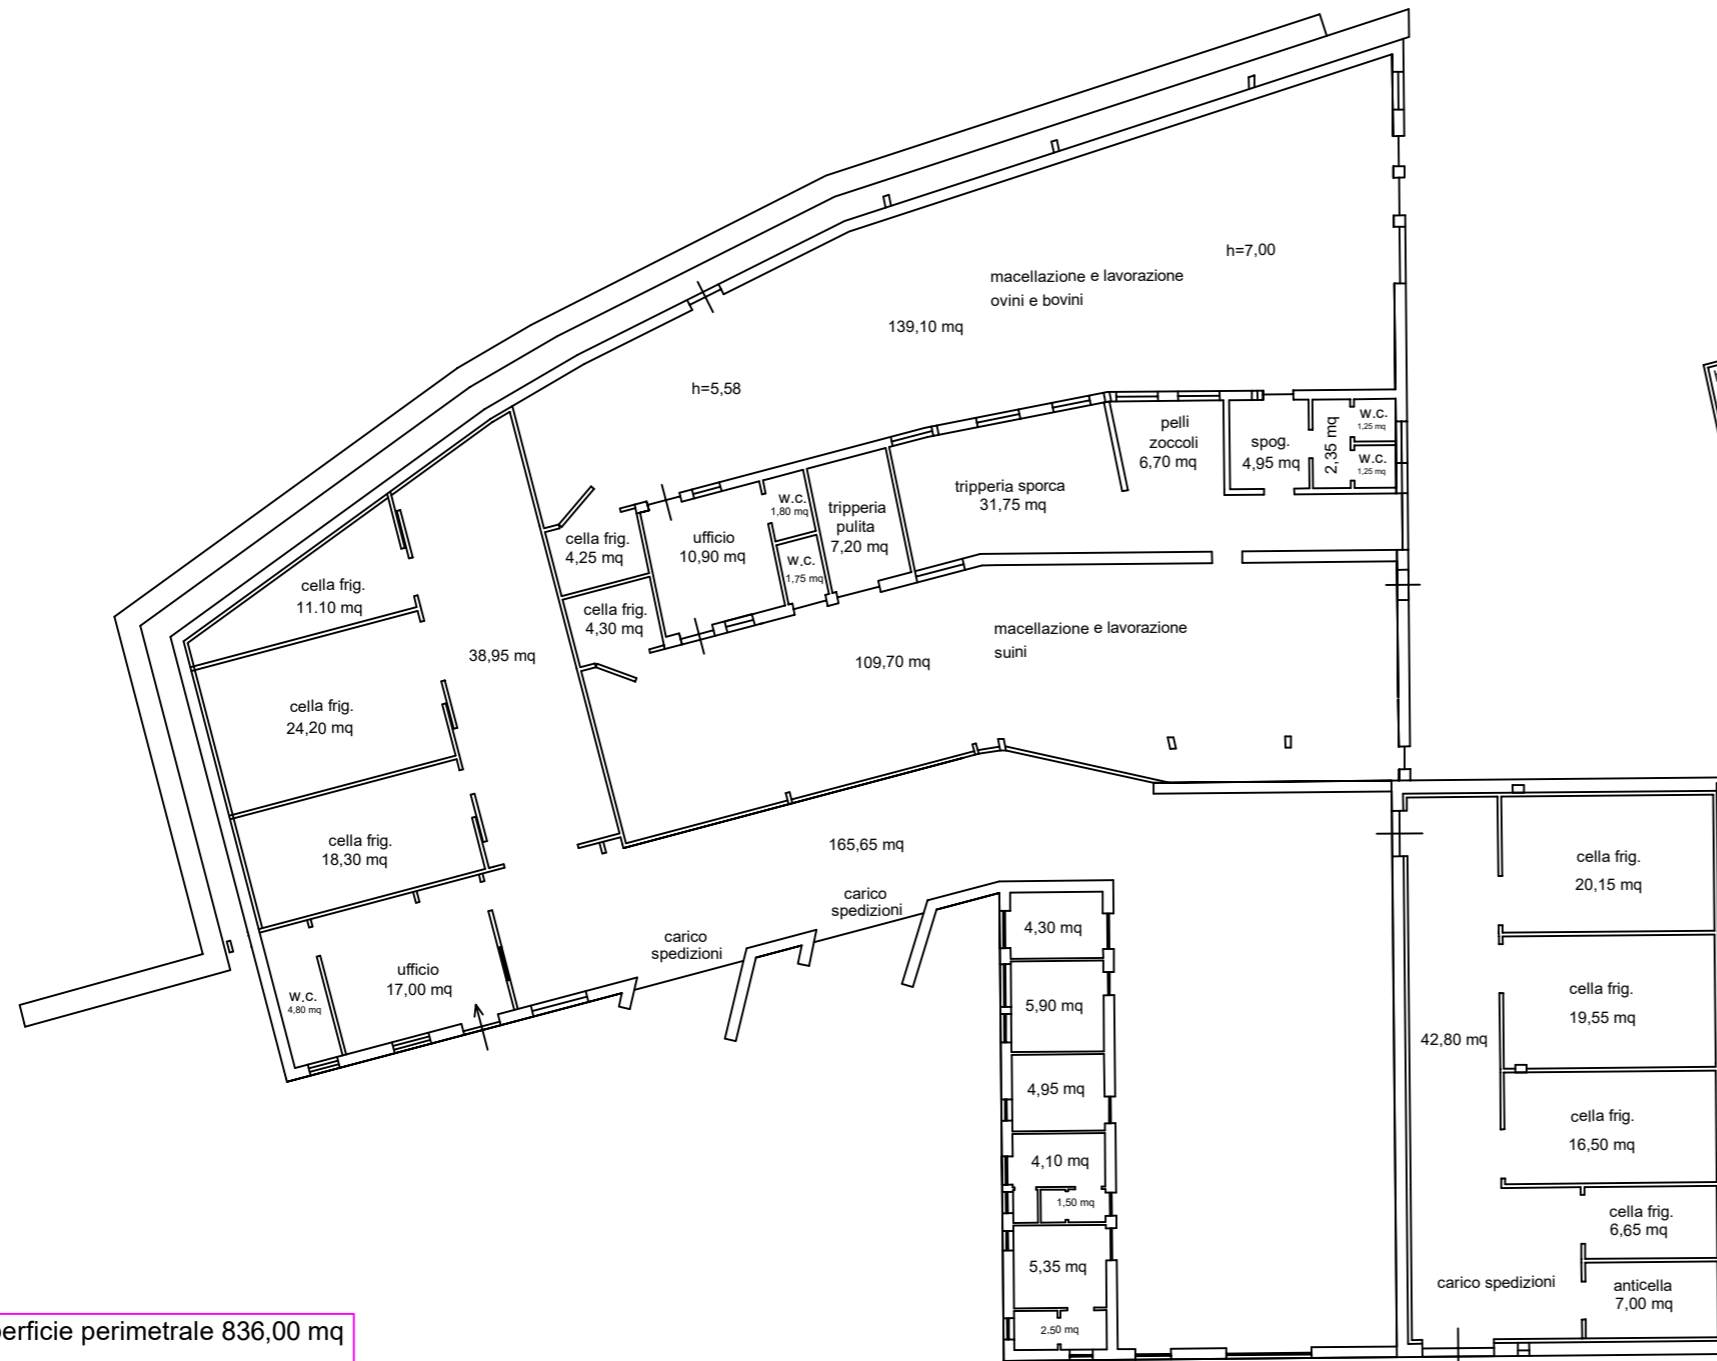 h=7,00
macellazione e lavorazione
ovini e bovini
139,10 mq
h=5,58
pelli
zoccoli
6,70 mq
spog.
4,95 mq
2,35 mq
w.c.
1,25 mq
w.c.
1,25 mq
tripperia sporca
31,75 mq
w.c.
1,80 mq
tripperia
pulita
7,20 mq
ufficio
10,90 mq
w.c.
1,75 mq
cella frig.
4,25 mq
cella frig.
4,30 mq
cella frig.
11.10 mq
38,95 mq
macellazione e lavorazione
suini
109,70 mq
cella frig.
24,20 mq
cella frig.
18,30 mq
165,65 mq
carico
spedizioni
carico
spedizioni
ufficio
17,00 mq
w.c.
4,80 mq
4,30 mq
5,90 mq
4,95 mq
4,10 mq
1,50 mq
5,35 mq
2,50 mq
cella frig.
20,15 mq
cella frig.
19,55 mq
42,80 mq
cella frig.
16,50 mq
cella frig.
6,65 mq
carico spedizioni
anticella
7,00 mq
erficie perimetrale 836,00 mq